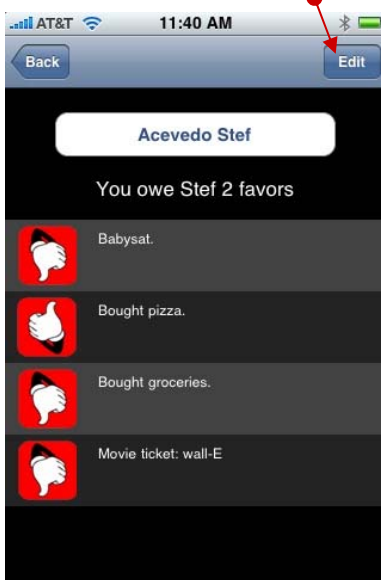 AT&T 11:40 AM
Back Edit
Acevedo Stef
You owe Stef 2 favors
Babysat.
Bought pizza.
Bought groceries.
Movie ticket: wall-E